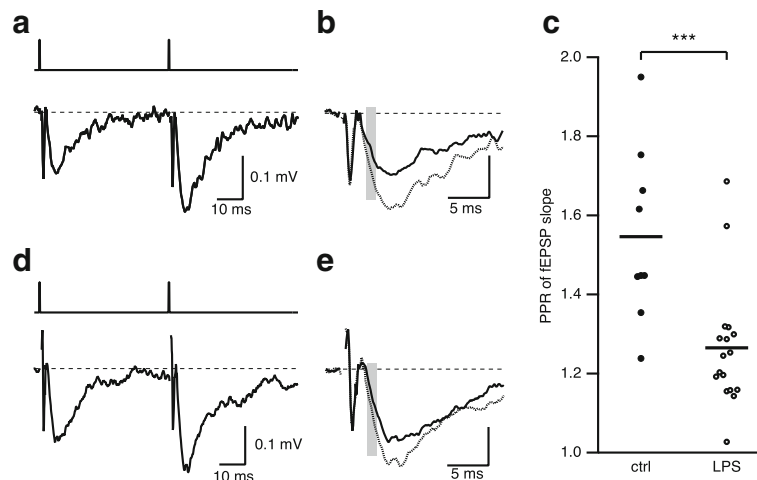 a
b
c
***
2.0
1.8
1.6
1.4
1.2
1.0
PPR of fEPSP slope
ctrl
LPS
0.1 mV
10 ms
5 ms
d
e
0.1 mV
10 ms
5 ms